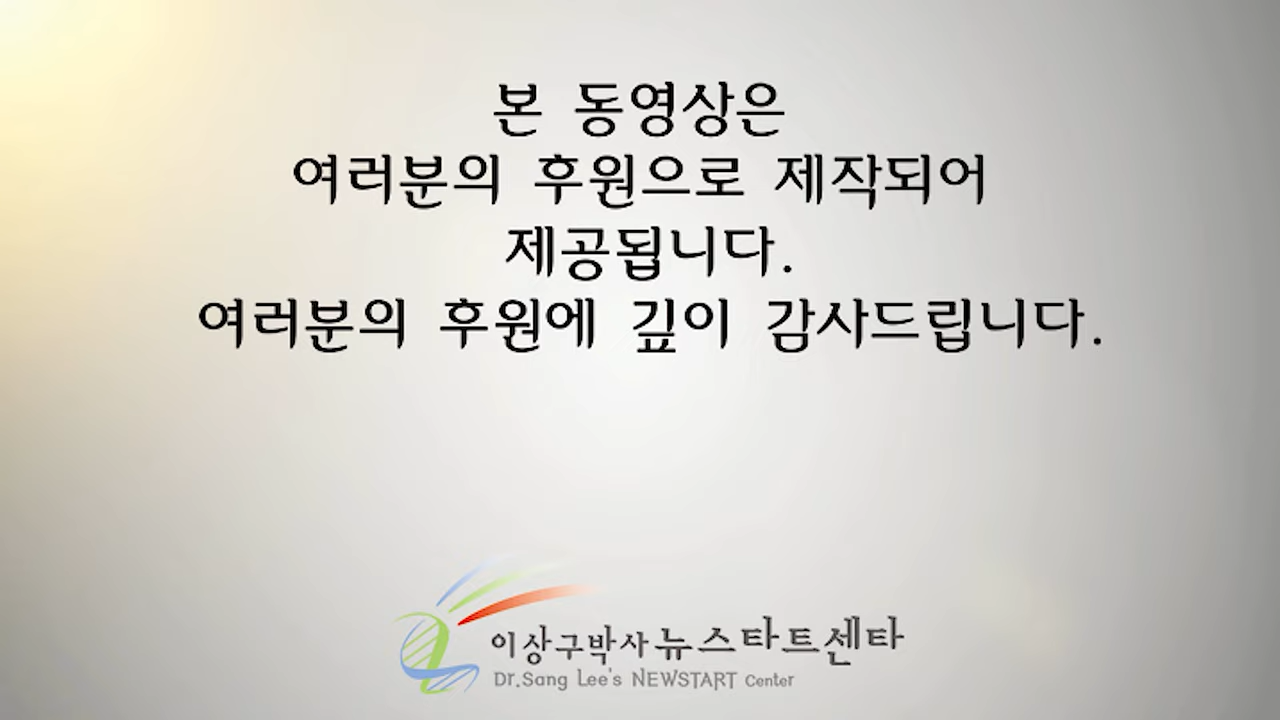 본 동영상은
여러분의 후원으로 제작되어
제공됩니다.
여러분의 후원에 깊이 감사드립니다.
이상구박사 뉴스타트센타
Dr.Sang Lee's NEWSTART Center